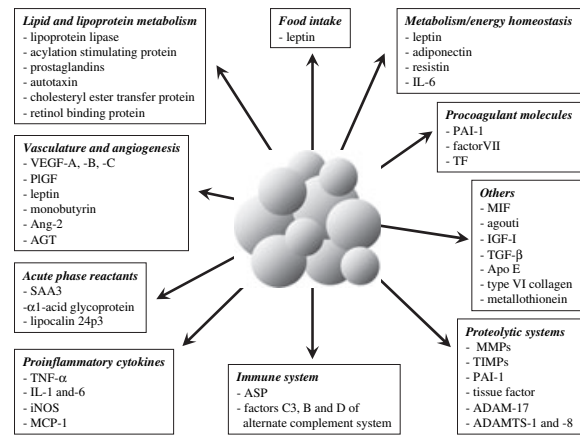 Lipid and lipoprotein metabolism
- lipoprotein lipase
- acylation stimulating protein
- prostaglandins
- autotaxin
- cholesteryl ester transfer protein
- retinol binding protein
Food intake
- leptin
Metabolism/energy homeostasis
- leptin
- adiponectin
- resistin
- IL-6
Procoagulant molecules
- PAI-1
- factorVII
- TF
Vasculature and angiogenesis
- VEGF-A, -B, -C
- PlGF
- leptin
- monobutyrin
- Ang-2
- AGT
Others
- MIF
- agouti
- IGF-I
- TGF-β
- Apo E
- type VI collagen
- metallothionein
Acute phase reactants
- SAA3
-α1-acid glycoprotein
- lipocalin 24p3
Proinflammatory cytokines
- TNF-α
- IL-1 and-6
- iNOS
- MCP-1
Immune system
- ASP
- factors C3, B and D of
alternate complement system
Proteolytic systems
- MMPs
- TIMPs
- PAI-1
- tissue factor
- ADAM-17
- ADAMTS-1 and -8